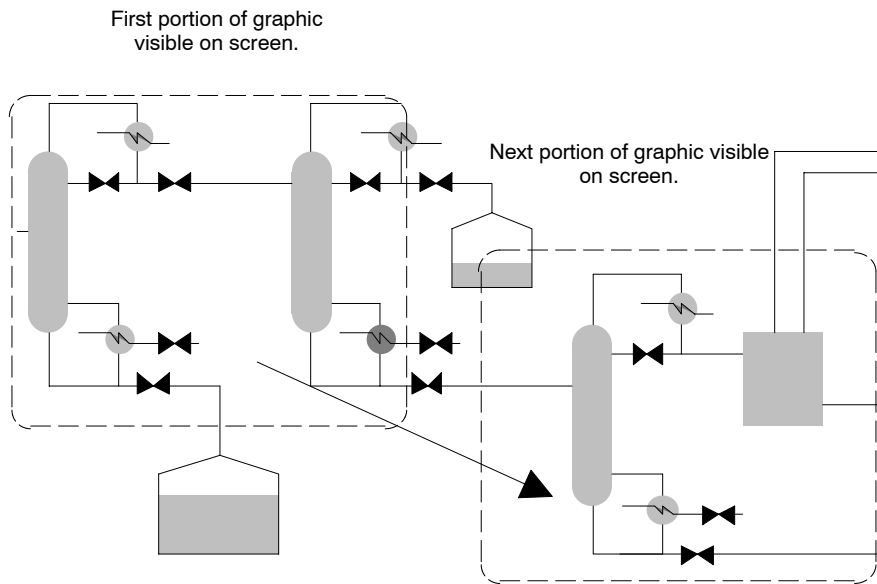 First portion of graphic
visible on screen.
Next portion of graphic visible
on screen.